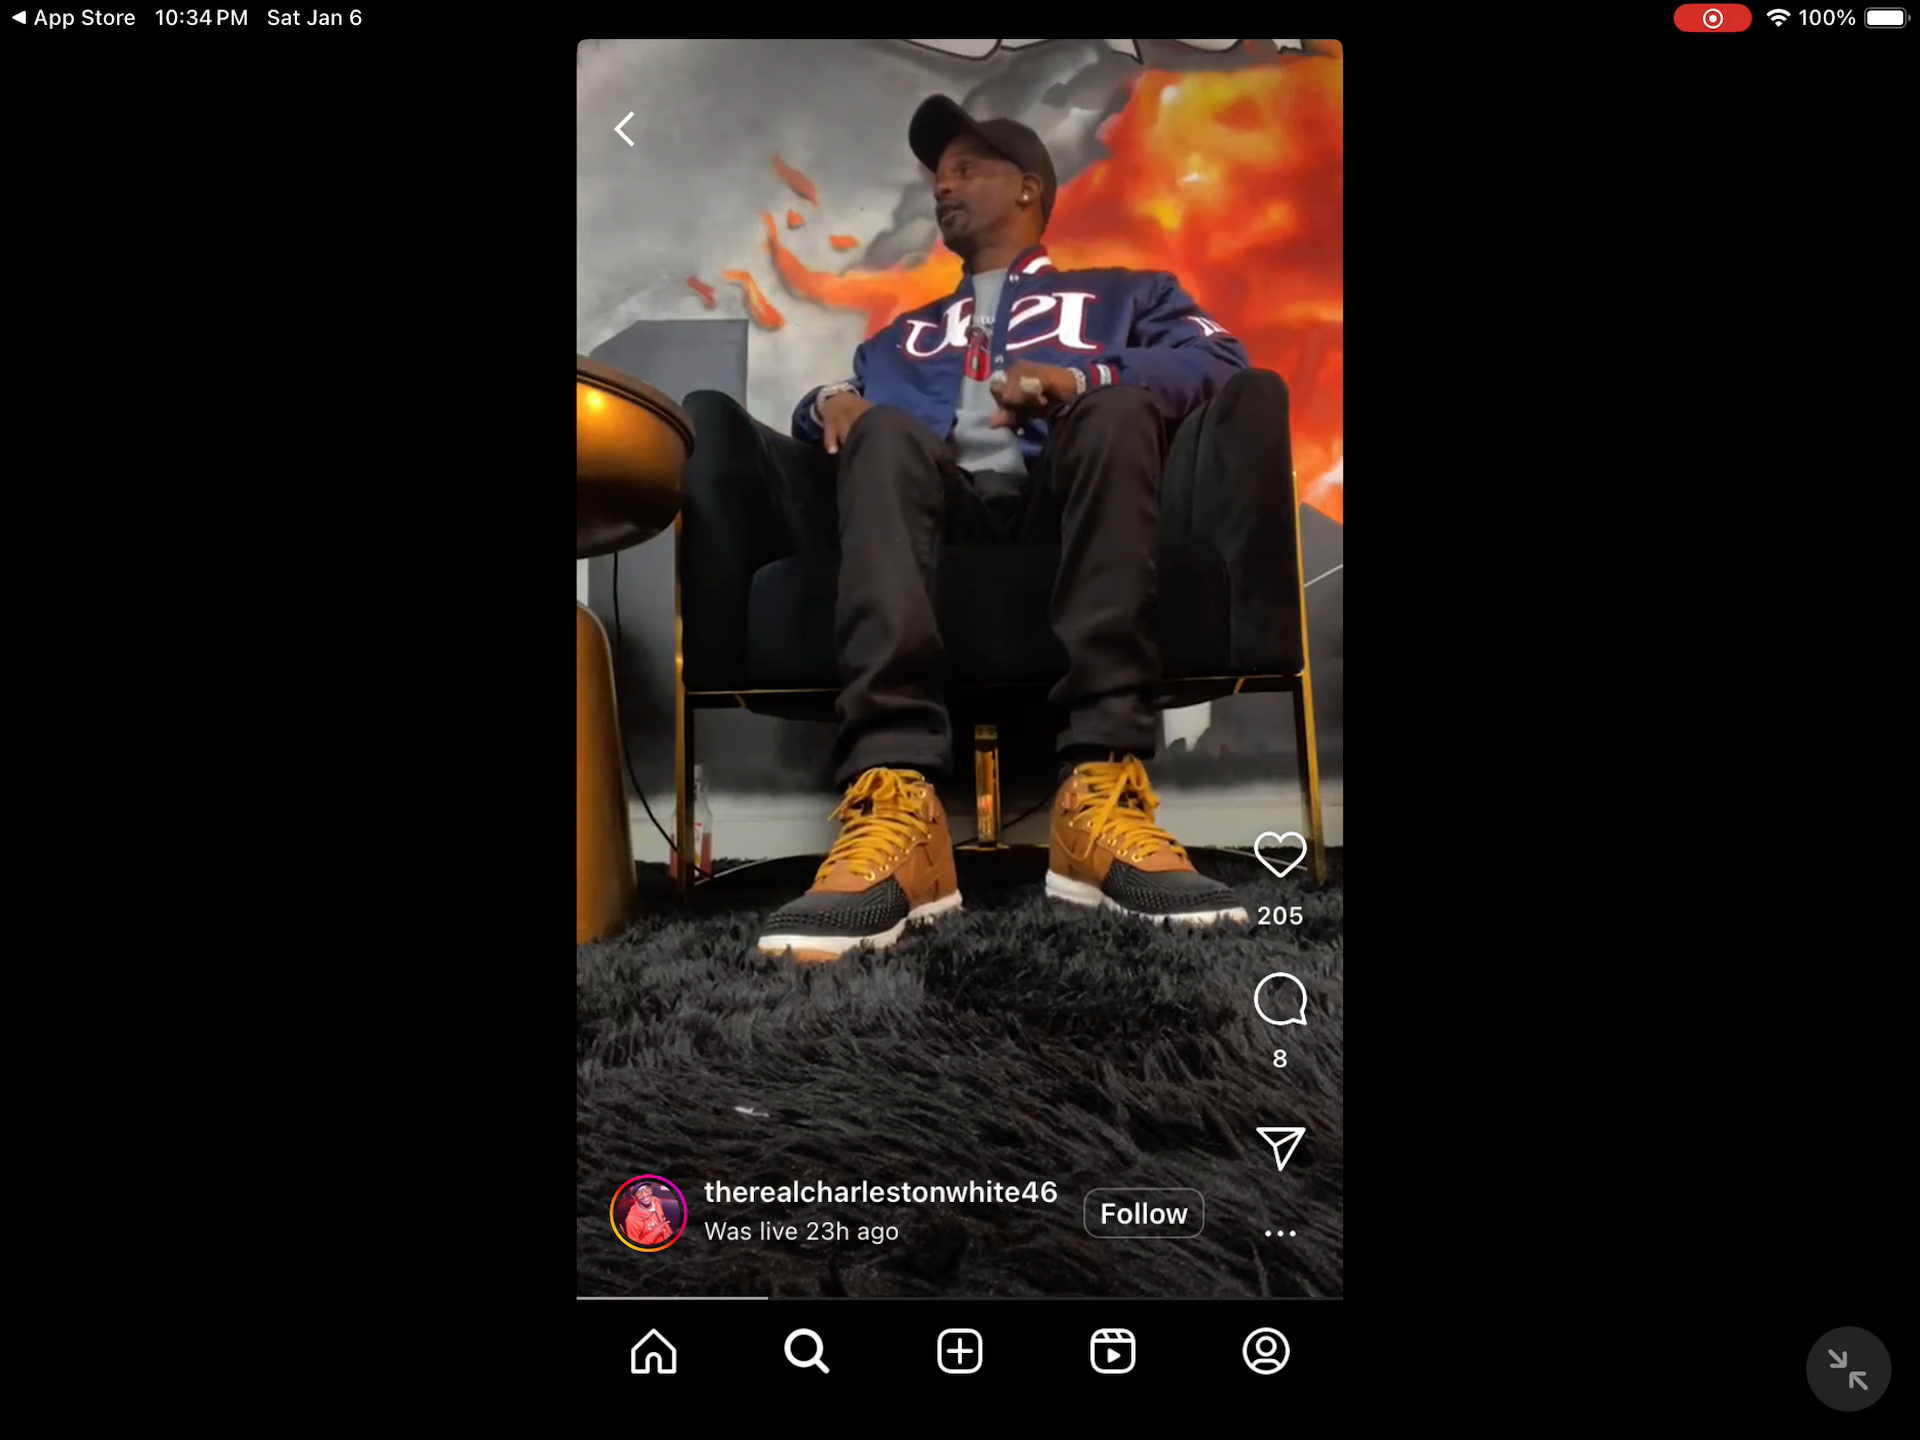 App Store 10:34 PM Sat Jan 6 100%
205
8
therealcharlestonwhite46
Follow
Was live 23h ago